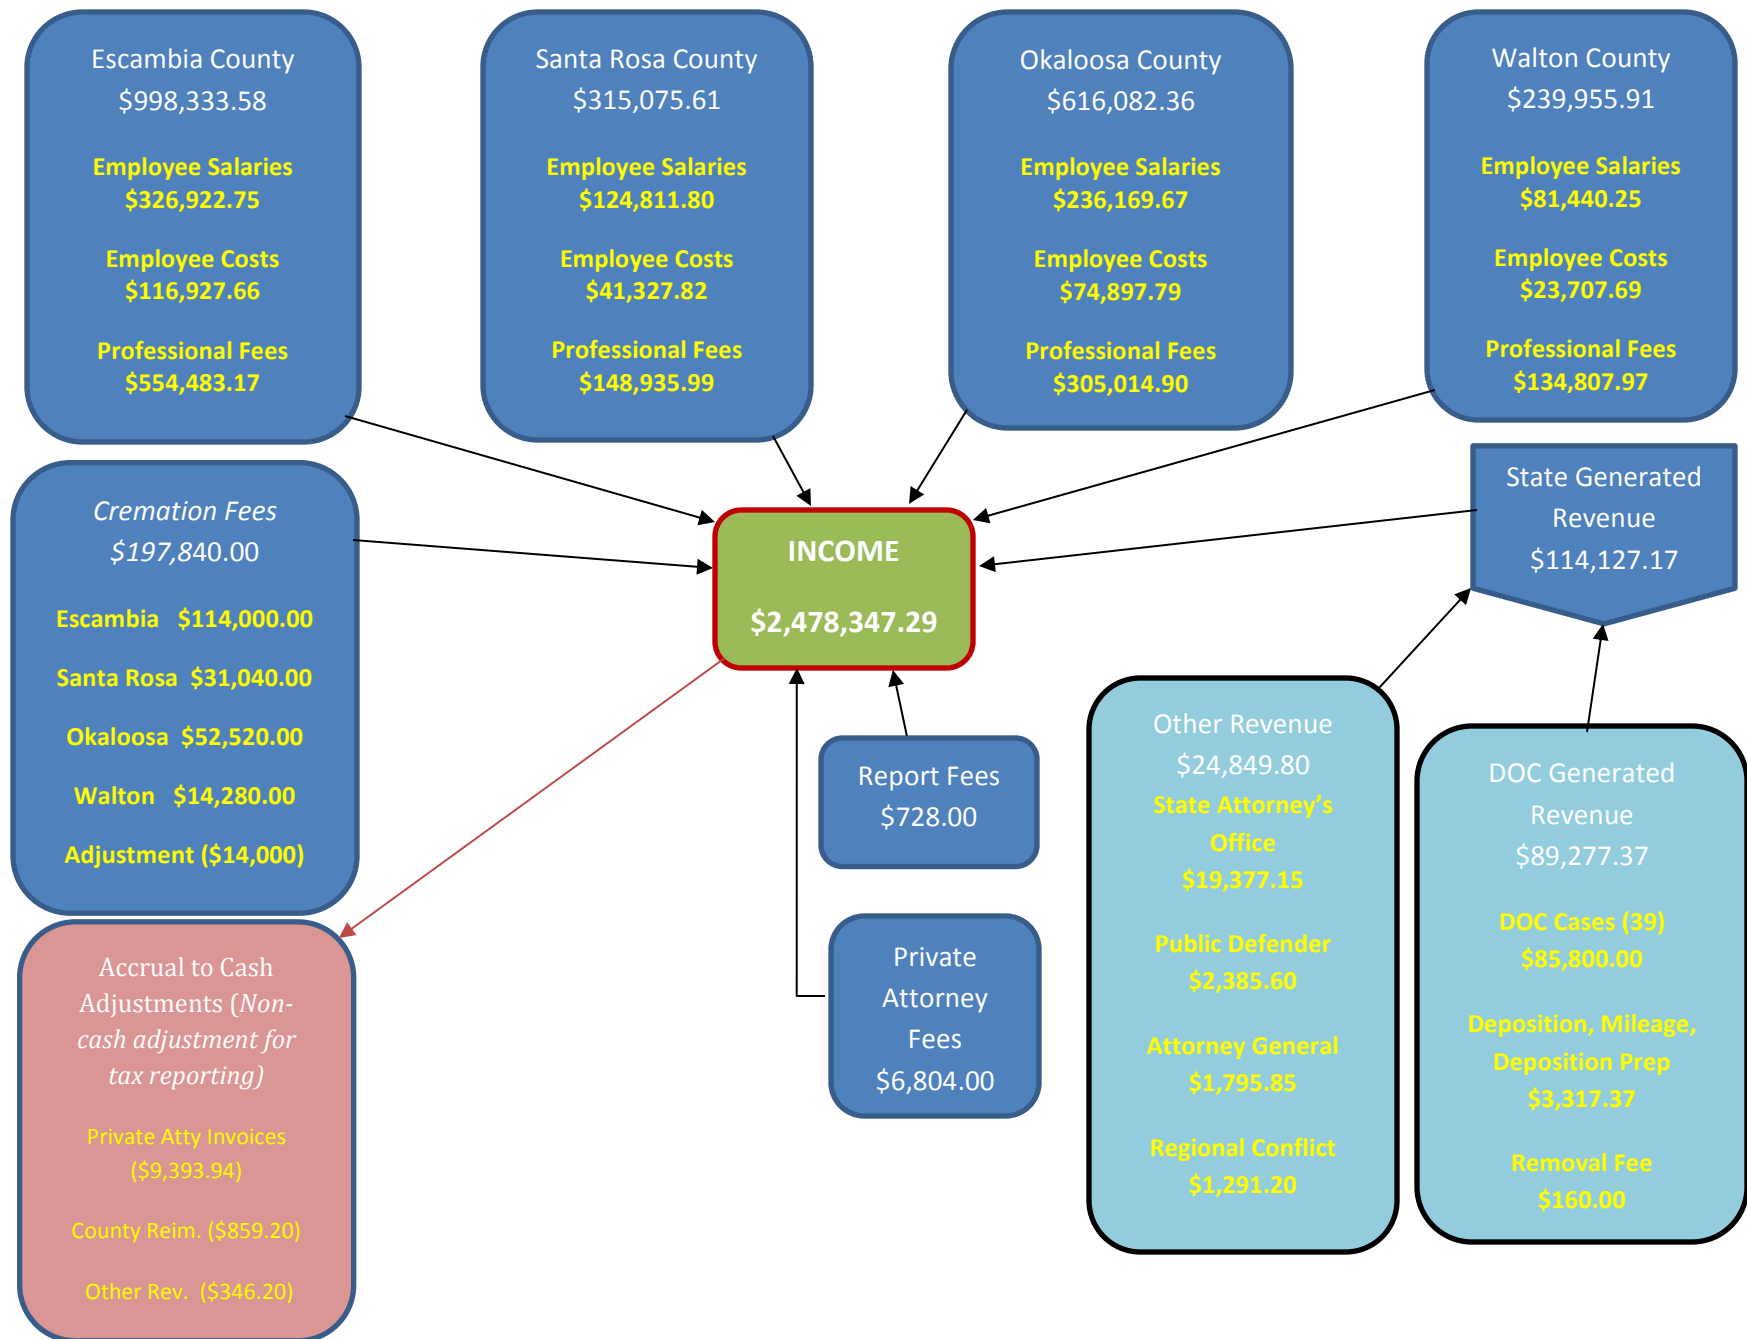 Escambia County
$998,333.58
Employee Salaries
$326,922.75
Employee Costs
$116,927.66
Professional Fees
$554,483.17
Santa Rosa County
$315,075.61
Employee Salaries
$124,811.80
Employee Costs
$41,327.82
Professional Fees
$148,935.99
Okaloosa County
$616,082.36
Employee Salaries
$236,169.67
Employee Costs
$74,897.79
Professional Fees
$305,014.90
Walton County
$239,955.91
Employee Salaries
$81,440.25
Employee Costs
$23,707.69
Professional Fees
$134,807.97
Cremation Fees
$197,840.00
Escambia $114,000.00
Santa Rosa $31,040.00
Okaloosa $52,520.00
Walton $14,280.00
Adjustment ($14,000)
INCOME
$2,478,347.29
State Generated
Revenue
$114,127.17
Report Fees
$728.00
Private
Attorney
Fees
$6,804.00
Other Revenue
$24,849.80
State Attorney’s
Office
$19,377.15
Public Defender
$2,385.60
Attorney General
$1,795.85
Regional Conflict
$1,291.20
DOC Generated
Revenue
$89,277.37
DOC Cases (39)
$85,800.00
Deposition, Mileage,
Deposition Prep
$3,317.37
Removal Fee
$160.00
Accrual to Cash
Adjustments (Non-
cash adjustment for
tax reporting)
Private Atty Invoices
($9,393.94)
County Reim. ($859.20)
Other Rev. ($346.20)